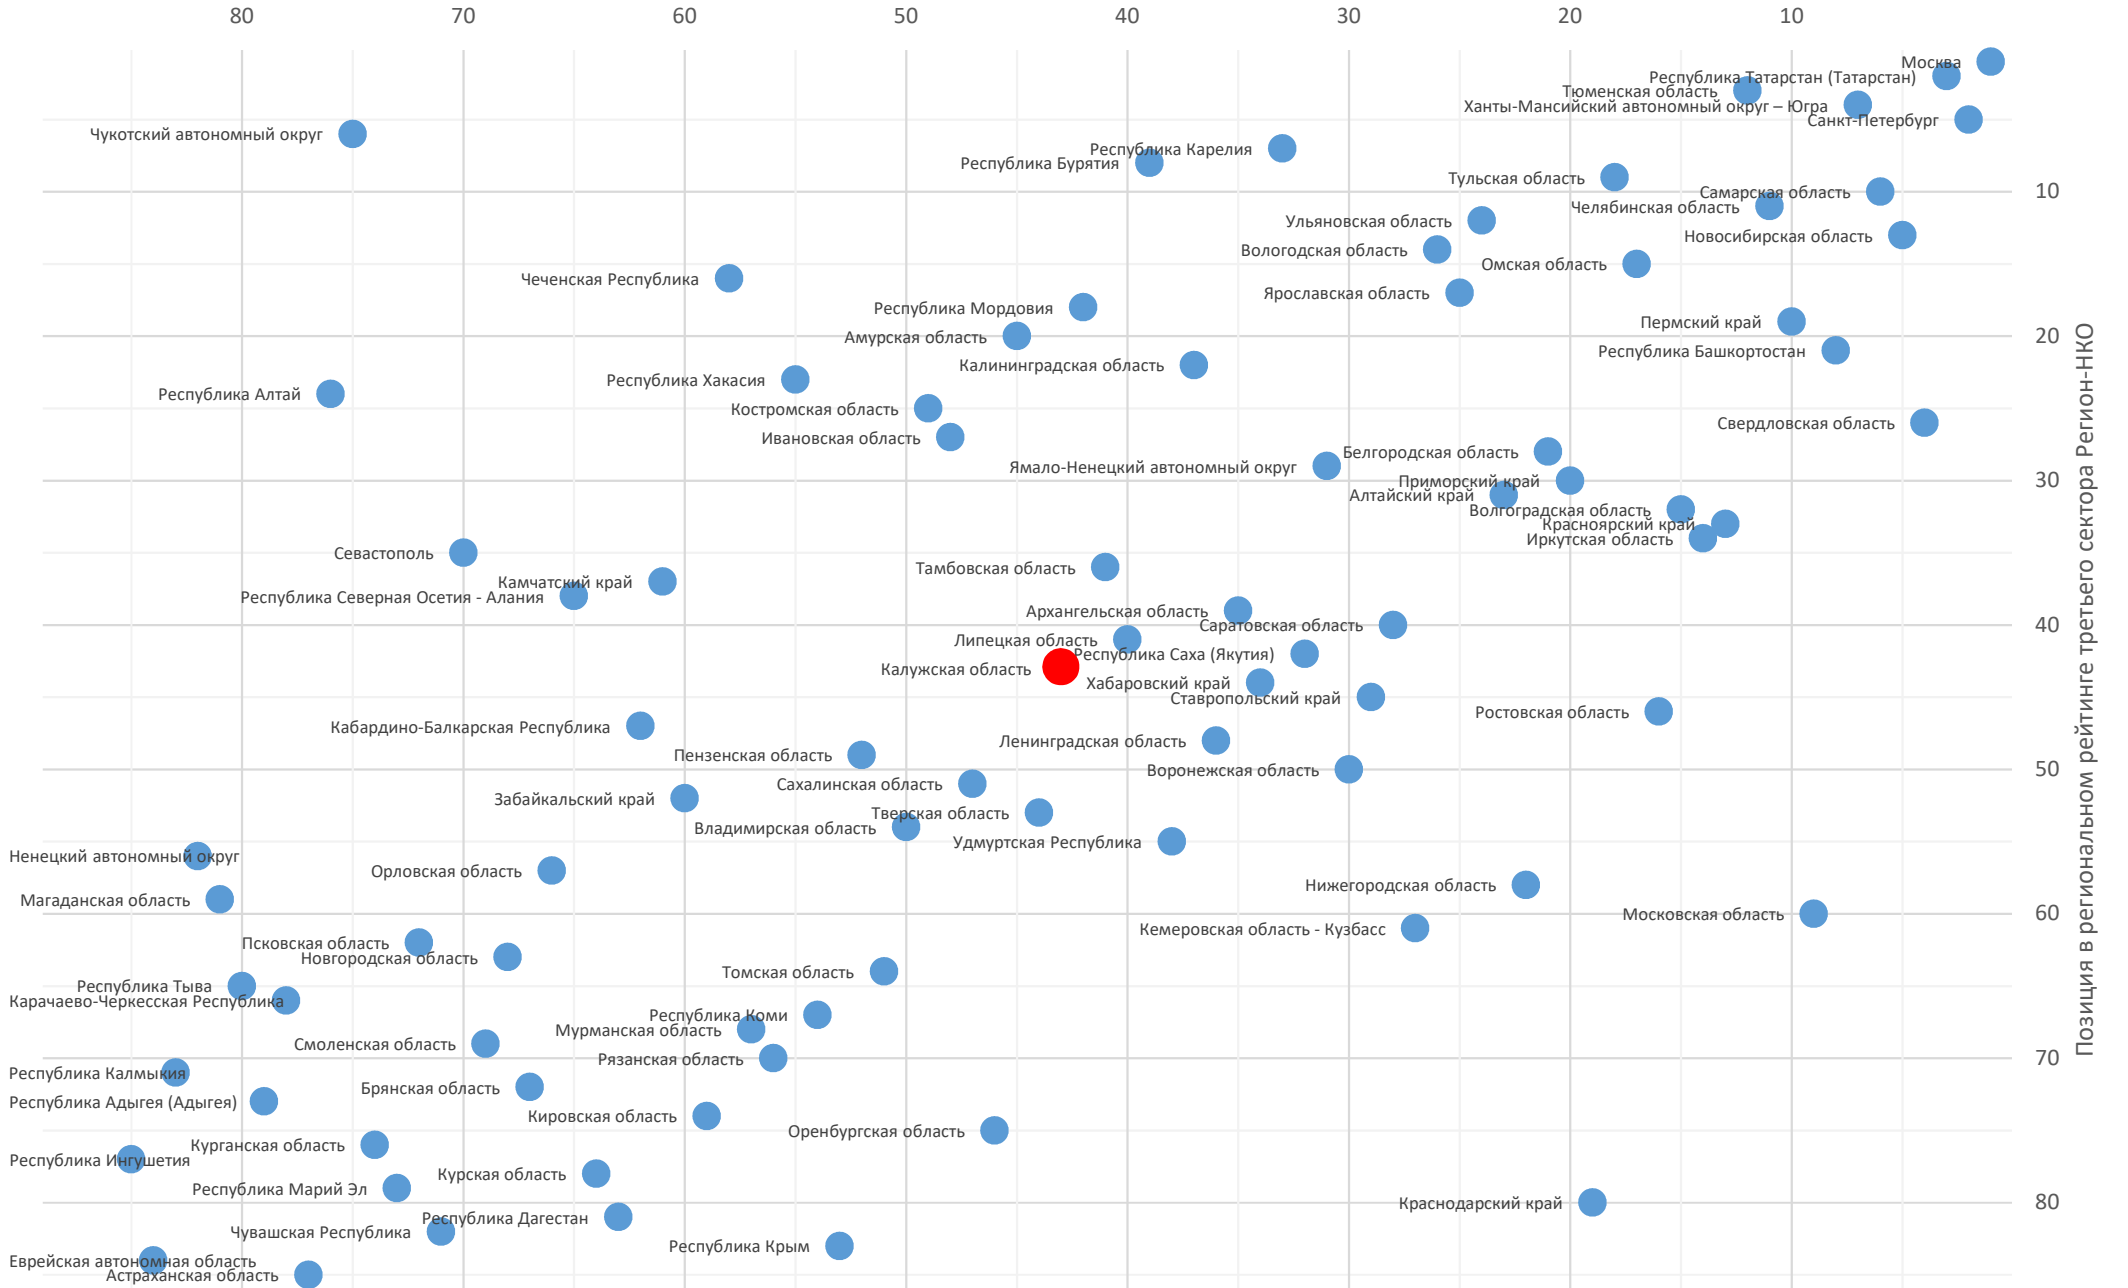 80 70 60 50 40 30 20 10
Москва
Республика Татарстан (Татарстан)
Тюменская область
Ханты-Мансийский автономный округ – Югра
Санкт-Петербург
Чукотский автономный округ
Республика Карелия
Республика Бурятия
Тульская область
Самарская область
10
Челябинская область
Ульяновская область
Новосибирская область
Вологодская область
Омская область
Чеченская Республика
Ярославская область
Республика Мордовия
Пермский край
Амурская область
20
Республика Башкортостан
Калининградская область
Республика Хакасия
Республика Алтай
Костромская область
Свердловская область
Ивановская область
Белгородская область
Ямало-Ненецкий автономный округ
Приморский край
30
Алтайский край
Волгоградская область
Красноярский край
Иркутская область
Севастополь
Тамбовская область
Камчатский край
Республика Северная Осетия - Алания
Архангельская область
Саратовская область
40
Липецкая область
Республика Саха (Якутия)
Калужская область
Хабаровский край
Ставропольский край
Ростовская область
Кабардино-Балкарская Республика
Ленинградская область
Пензенская область
Воронежская область
50
Сахалинская область
Забайкальский край
Тверская область
Владимирская область
Удмуртская Республика
Ненецкий автономный округ
Орловская область
Нижегородская область
Магаданская область
Московская область
60
Кемеровская область - Кузбасс
Псковская область
Новгородская область
Томская область
Республика Тыва
Карачаево-Черкесская Республика
Республика Коми
Мурманская область
Смоленская область
Рязанская область
70
Республика Калмыкия
Брянская область
Республика Адыгея (Адыгея)
Кировская область
Оренбургская область
Курганская область
Республика Ингушетия
Курская область
Республика Марий Эл
Краснодарский край
80
Республика Дагестан
Чувашская Республика
Республика Крым
Еврейская автономная область
Астраханская область
Позиция в региональном рейтинге третьего сектора Регион-НКО